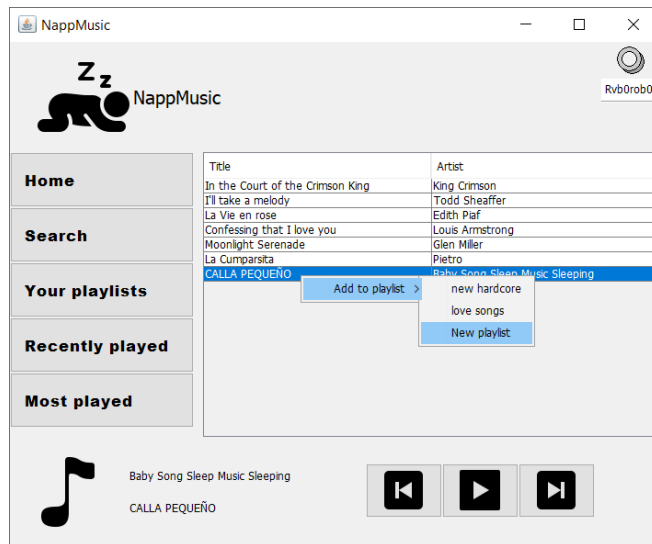 NappMusic
Zz
NappMusic
Rvb0rob0
Home
Search
Your playlists
Recently played
Most played
Title Artist
In the Court of the Crimson King King Crimson
I'll take a melody Todd Sheaffer
La Vie en rose Edith Piaf
Confessing that I love you Louis Armstrong
Moonlight Serenade Glen Miller
La Cumparsita Pietro
CALLA PEQUEÑO Baby Song Sleep Music Sleeping
Add to playlist > new hardcore
love songs
New playlist
Baby Song Sleep Music Sleeping
CALLA PEQUEÑO